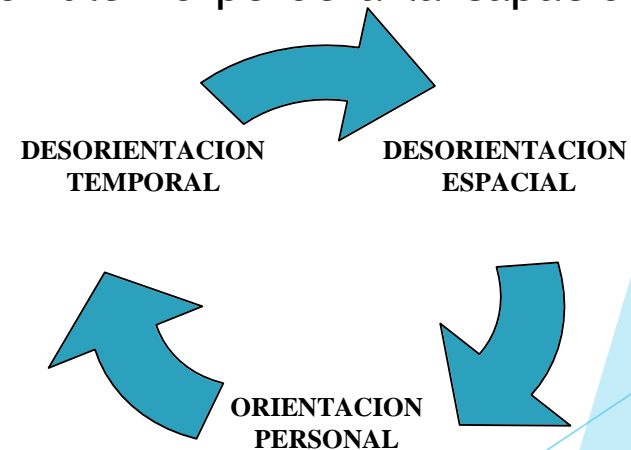 DESORIENTACION
TEMPORAL
DESORIENTACION
ESPACIAL
ORIENTACION
PERSONAL